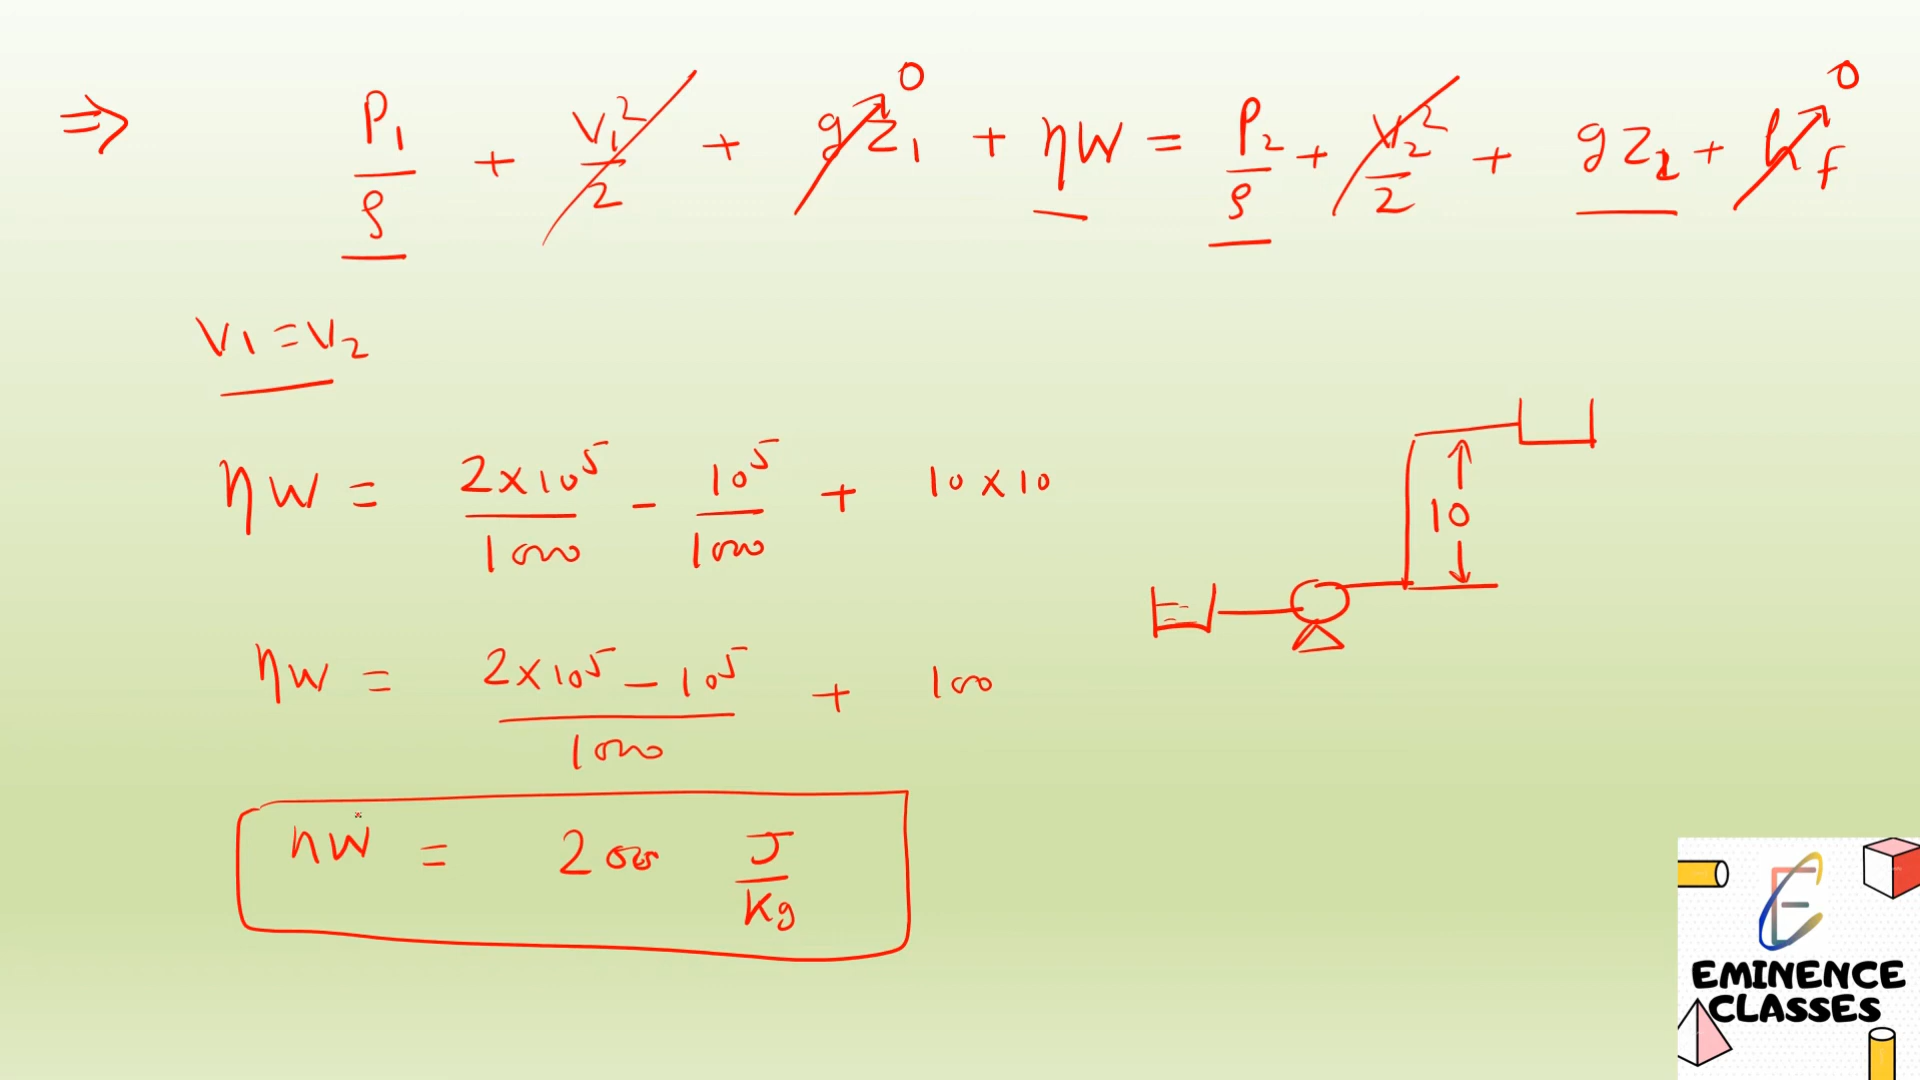 ⇒ P₁/ρ + v₁²/2 + gz₁ 0 + ηW = P₂/ρ + v₂²/2 + gz₂ + h_f 0
v₁ = v₂
ηW = 2×10⁵/1000 - 10⁵/1000 + 10×10
10
ηW = 2×10⁵ - 10⁵/1000 + 100
ηW = 200 J/Kg
EMINENCE
CLASSES